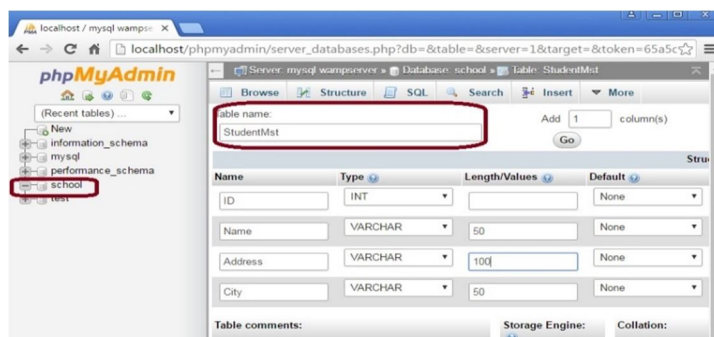 localhost / mysql wampse
localhost/phpmyadmin/server_databases.php?db=&table=&server=1&target=&token=65a5c
phpMyAdmin
(Recent tables) ...
New
information_schema
mysql
performance_schema
school
test
Server: mysql wampserver » Database: school » Table: StudentMst
Browse Structure SQL Search Insert More
Table name:
StudentMst
Add 1 column(s)
Go
Stru
Name Type Length/Values Default
ID INT None
Name VARCHAR 50 None
Address VARCHAR 100 None
City VARCHAR 50 None
Table comments: Storage Engine: Collation: